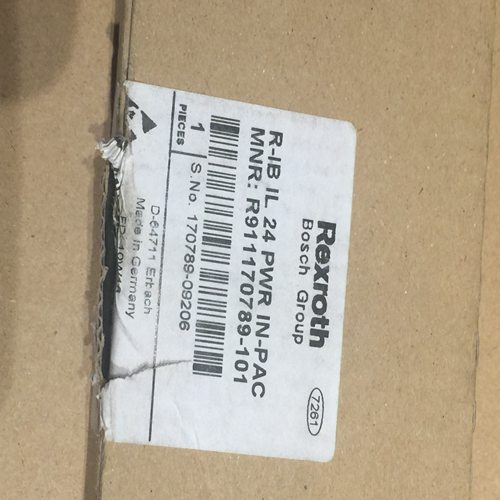 Rexroth
Bosch Group
7261
R-IB IL 24 PWR IN-PAC
MNR: R911170789-101
PIECES
1
S.No. 170789-09206
D-64711 Erbach
Made in Germany